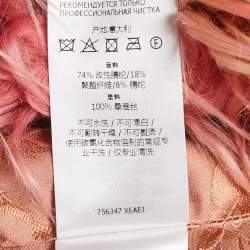 РЕКОМЕНДУЕТСЯ ТОЛЬКО
ПРОФЕССИОНАЛЬНАЯ ЧИСТКА
产地意大利
面料
74% 改性腈纶/18%
聚酯纤维/8% 腈纶
里料
100% 桑蚕丝
不可水洗/不可漂白/
不可翻转干燥/不可熨烫/
使用碳氢化合物溶剂的常规
专业干洗/仅专业清洗
756347 XEAEI